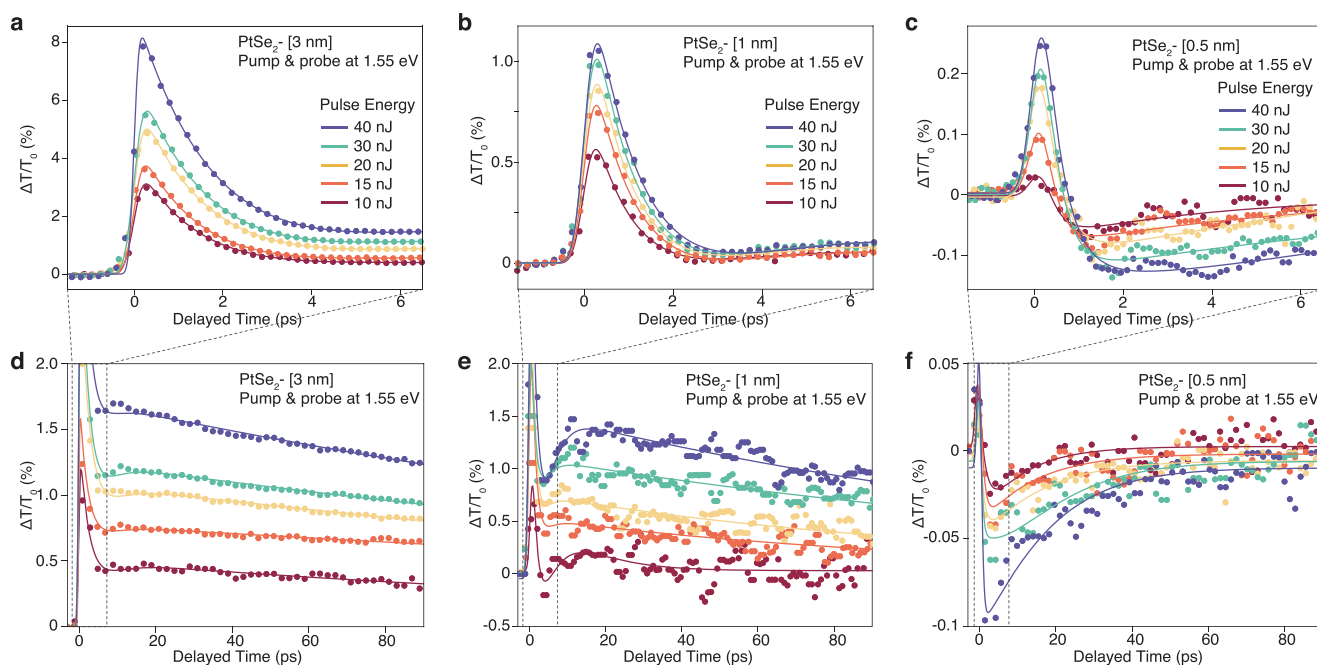 a
PtSe2- [3 nm]
Pump & probe at 1.55 eV
Pulse Energy
40 nJ
30 nJ
20 nJ
15 nJ
10 nJ
8
6
4
2
0
ΔT/T0 (%)
0 2 4 6
Delayed Time (ps)
b
PtSe2- [1 nm]
Pump & probe at 1.55 eV
Pulse Energy
40 nJ
30 nJ
20 nJ
15 nJ
10 nJ
1.0
0.5
0
ΔT/T0 (%)
0 2 4 6
Delayed Time (ps)
c
PtSe2- [0.5 nm]
Pump & probe at 1.55 eV
Pulse Energy
40 nJ
30 nJ
20 nJ
15 nJ
10 nJ
0.2
0.1
0
-0.1
ΔT/T0 (%)
0 2 4 6
Delayed Time (ps)
d
PtSe2- [3 nm]
Pump & probe at 1.55 eV
2.0
1.5
1.0
0.5
0
ΔT/T0 (%)
0 20 40 60 80
Delayed Time (ps)
e
PtSe2- [1 nm]
Pump & probe at 1.55 eV
2.0
1.5
1.0
0.5
0
-0.5
ΔT/T0 (%)
0 20 40 60 80
Delayed Time (ps)
f
PtSe2- [0.5 nm]
Pump & probe at 1.55 eV
0.05
0
-0.05
-0.1
ΔT/T0 (%)
0 20 40 60 80
Delayed Time (ps)